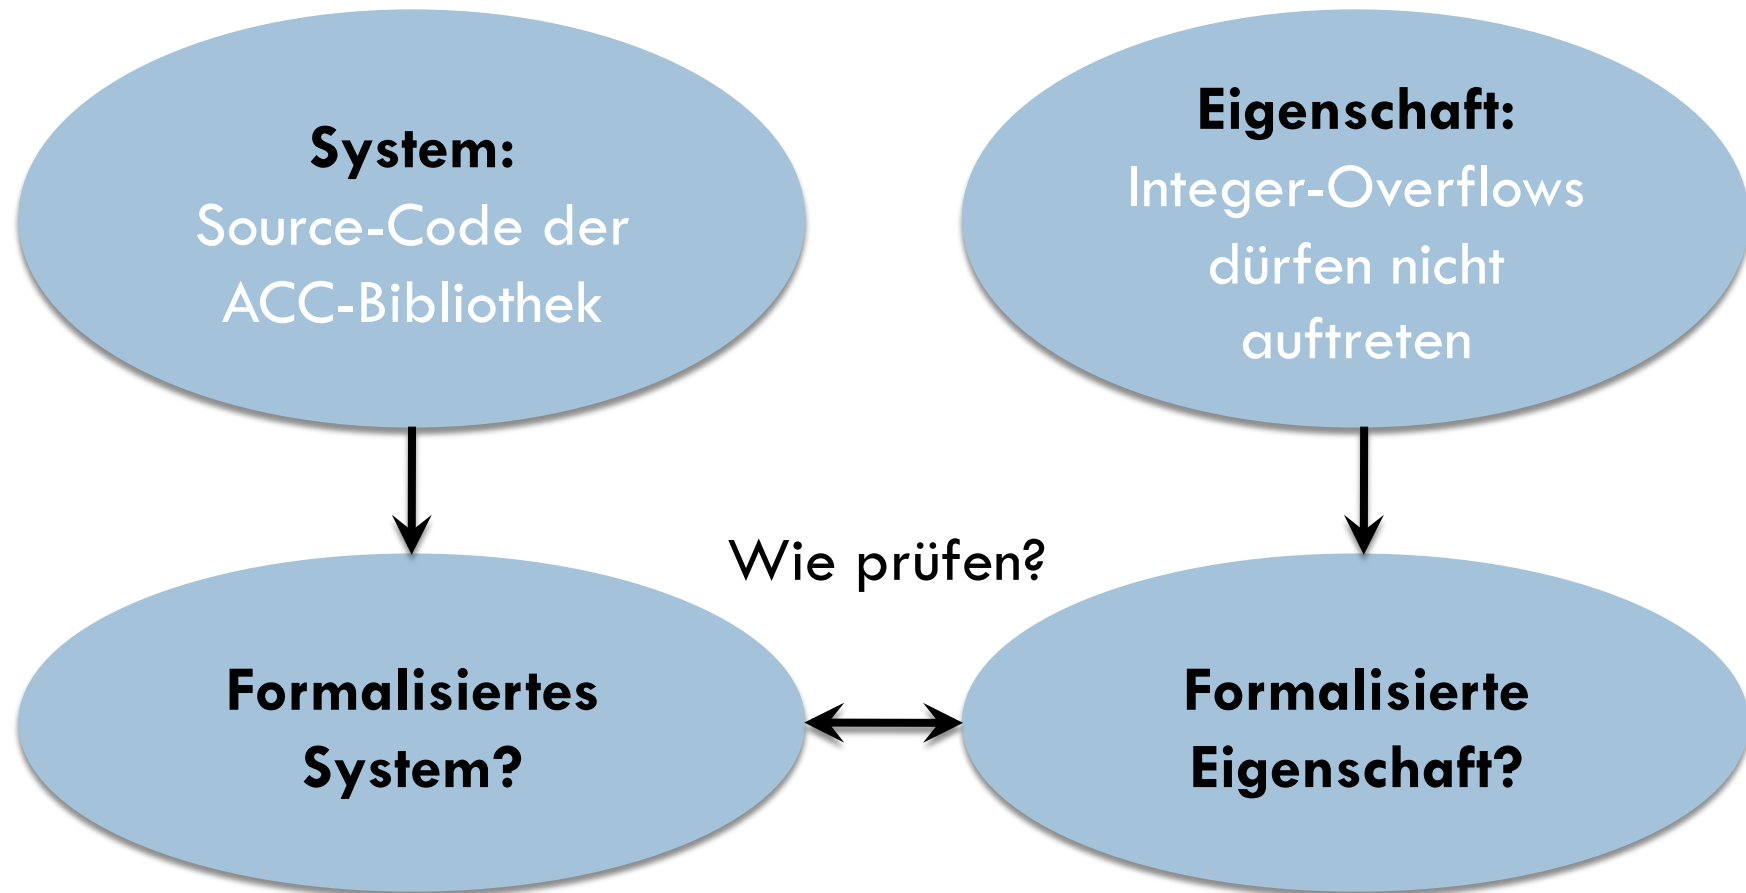 System:
Source-Code der
ACC-Bibliothek
Eigenschaft:
Integer-Overflows
dürfen nicht
auftreten
Wie prüfen?
Formalisiertes
System?
Formalisierte
Eigenschaft?